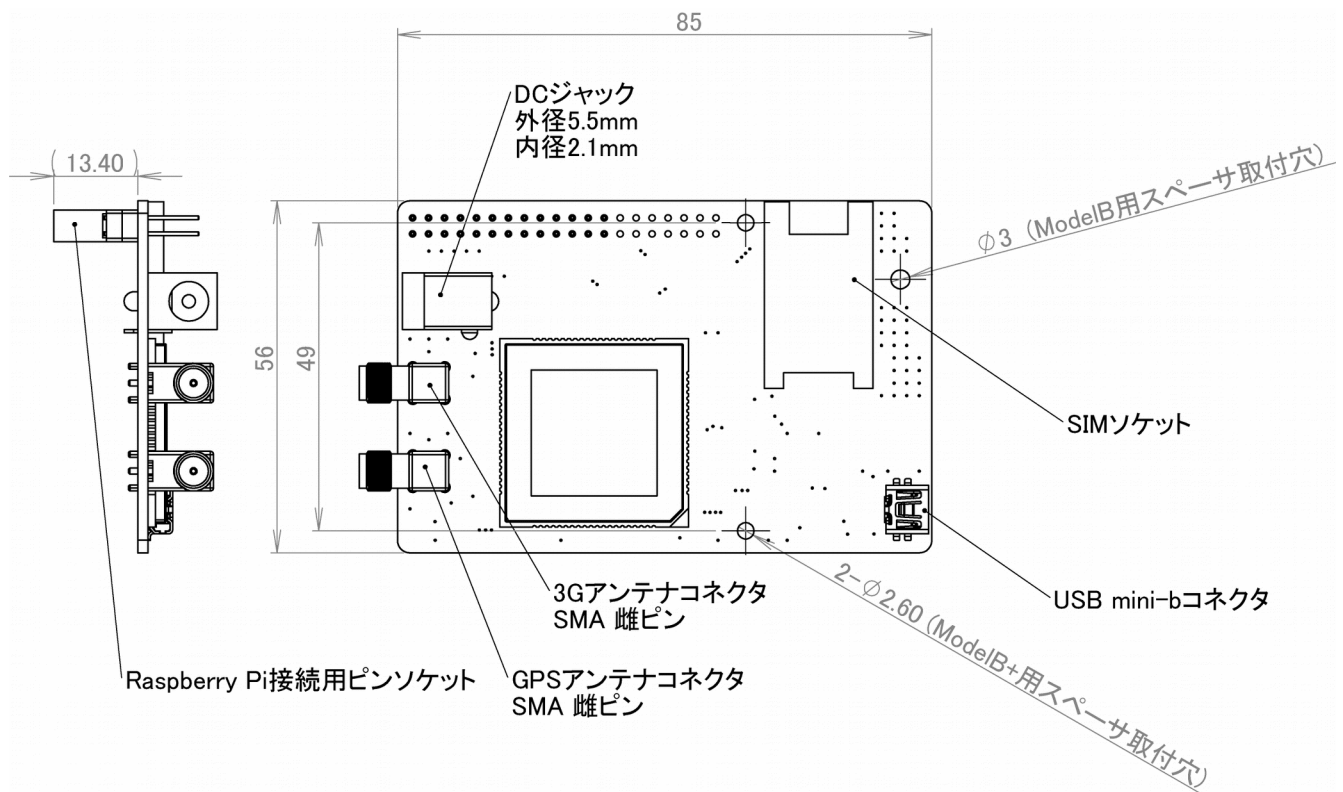 85
DCジャック
外径5.5mm
内径2.1mm
( 13.40 )
φ3 (ModelB用スペーサ取付穴)
56
49
SIMソケット
3Gアンテナコネクタ
SMA 雌ピン
2-φ2.60 (ModelB+用スペーサ取付穴)
USB mini-bコネクタ
Raspberry Pi接続用ピンソケット
GPSアンテナコネクタ
SMA 雌ピン